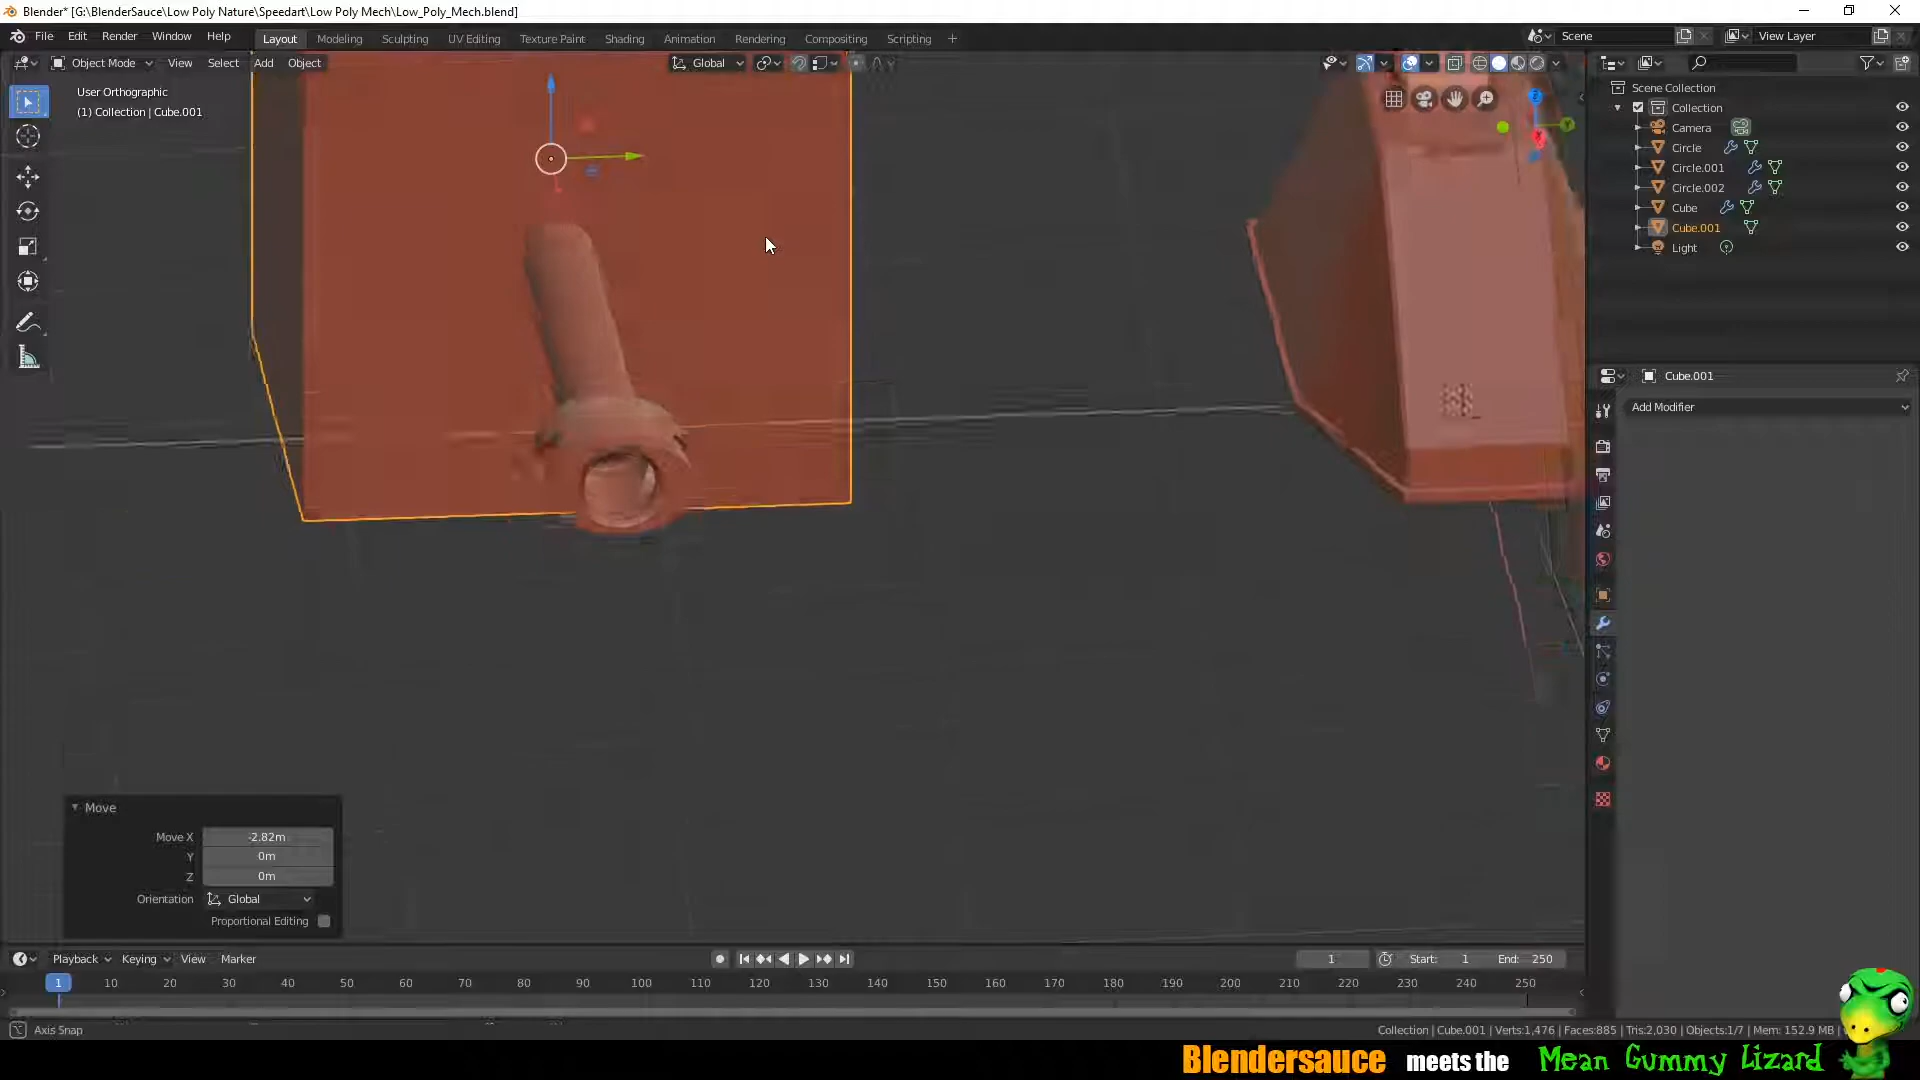 Blender* [G:\BlenderSauce\Low Poly Nature\Speedart\Low Poly Mech\Low_Poly_Mech.blend]
File Edit Render Window Help
Layout Modeling Sculpting UV Editing Texture Paint Shading Animation Rendering Compositing Scripting +
Scene
View Layer
Object Mode View Select Add Object
Global
User Orthographic
(1) Collection | Cube.001
Scene Collection
Collection
Camera
Circle
Circle.001
Circle.002
Cube
Cube.001
Light
Cube.001
Add Modifier
Move
Move X -2.82m
Y 0m
Z 0m
Orientation Global
Proportional Editing
Playback Keying View Marker
1 Start: 1 End: 250
1 10 20 30 40 50 60 70 80 90 100 110 120 130 140 150 160 170 180 190 200 210 220 230 240 250
Axis Snap
Collection | Cube.001 | Verts:1,476 | Faces:885 | Tris:2,030 | Objects:1/7 | Mem: 152.9 MB |
Blendersauce meets the Mean Gummy Lizard